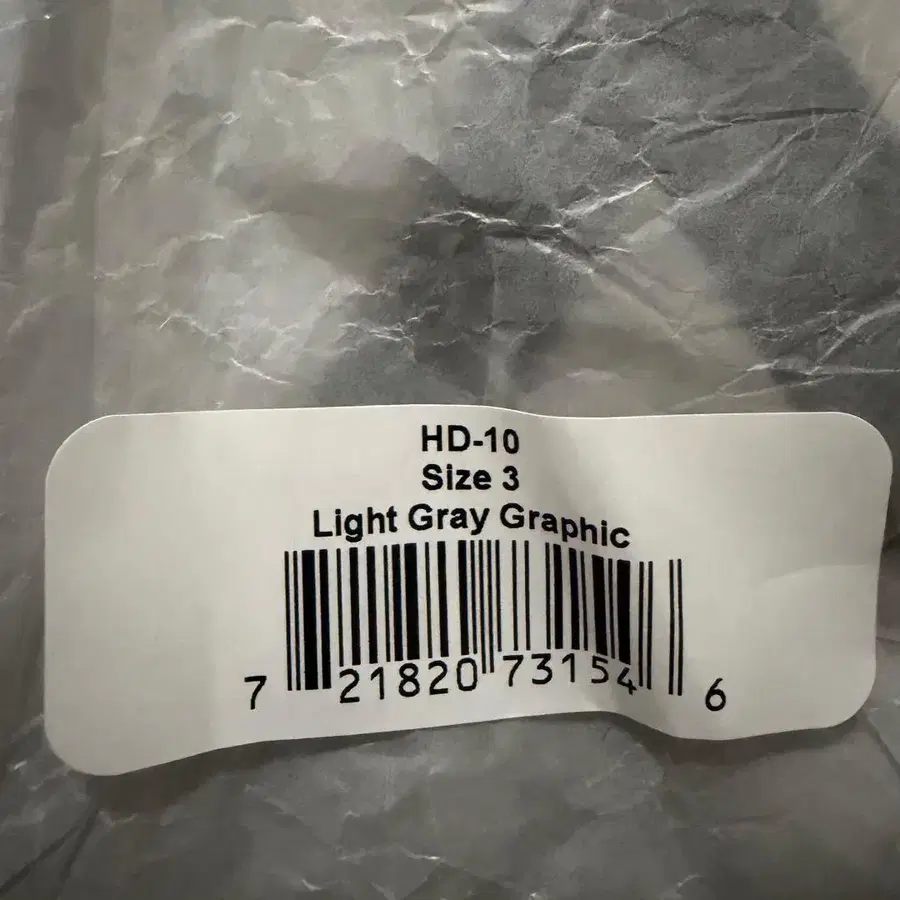 HD-10
Size 3
Light Gray Graphic
7 21820 73154 6